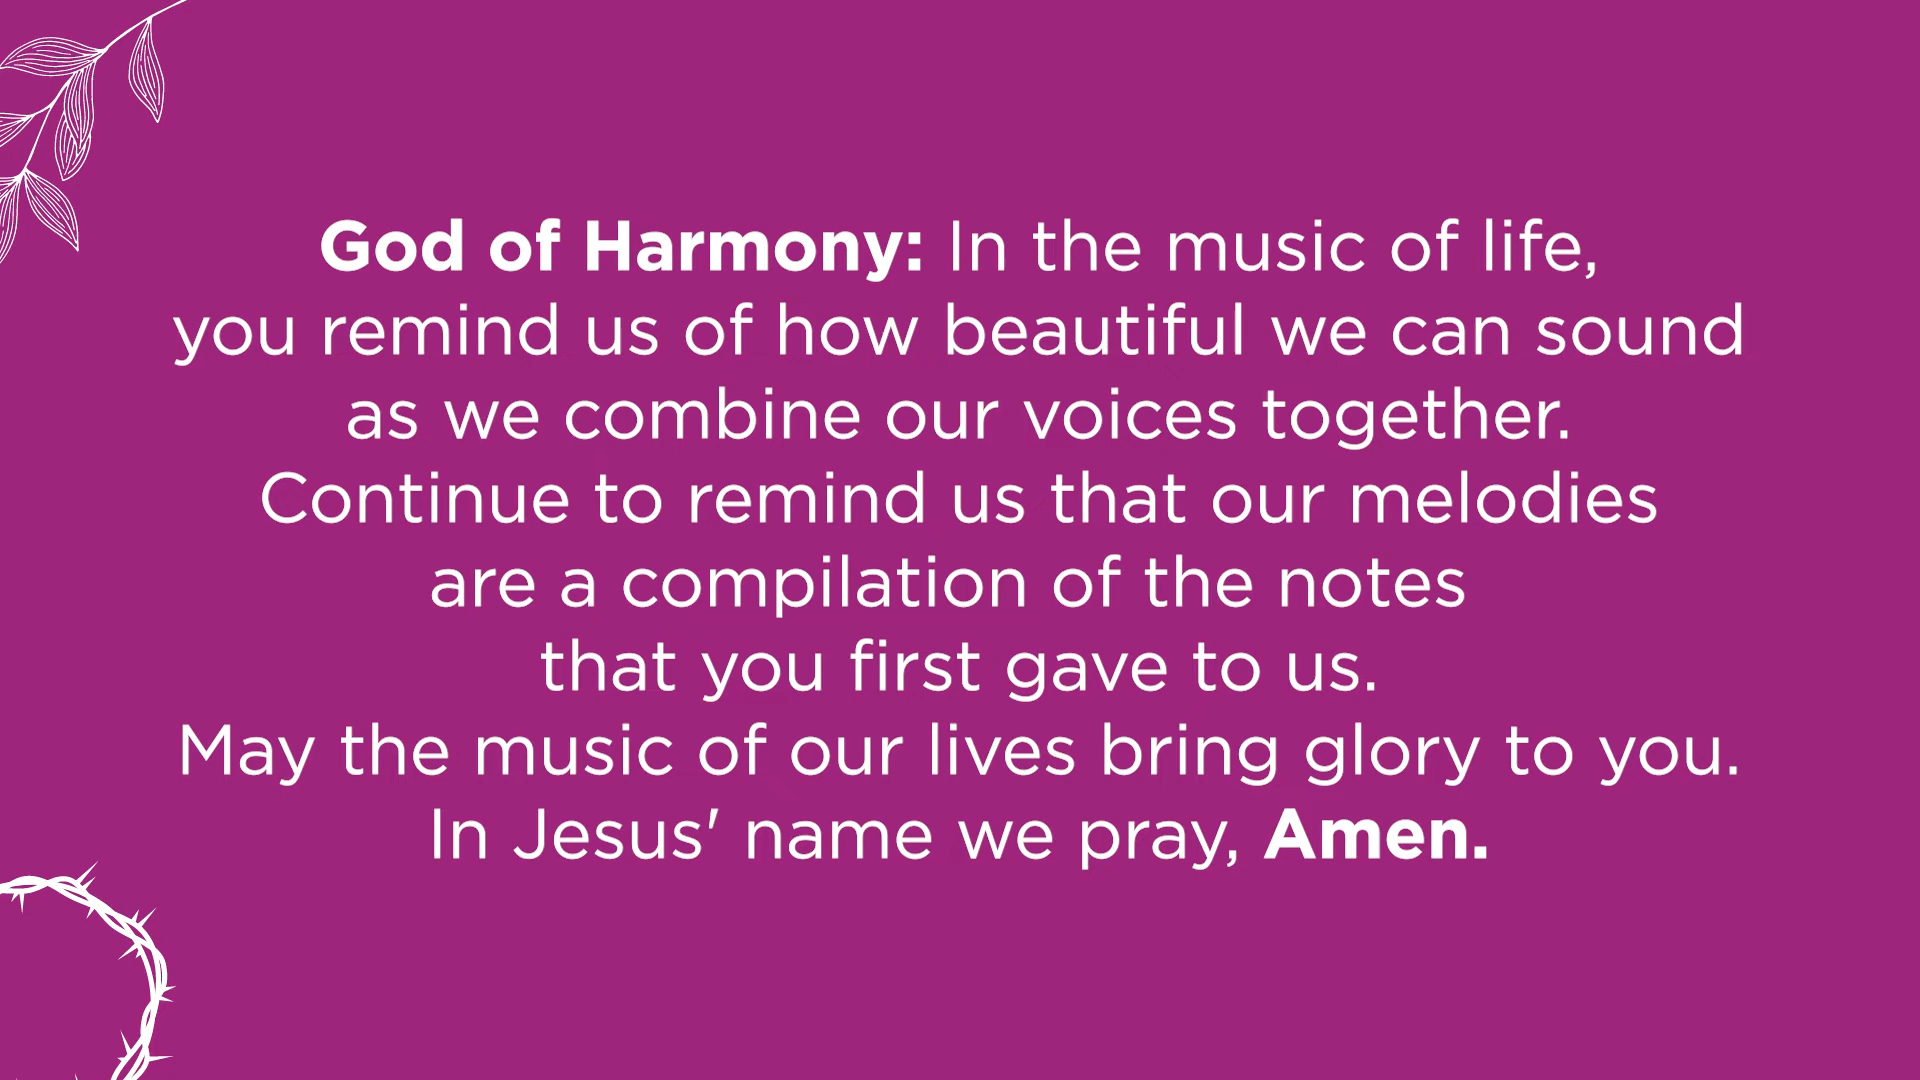 God of Harmony: In the music of life,
you remind us of how beautiful we can sound
as we combine our voices together.
Continue to remind us that our melodies
are a compilation of the notes
that you first gave to us.
May the music of our lives bring glory to you.
In Jesus' name we pray, Amen.